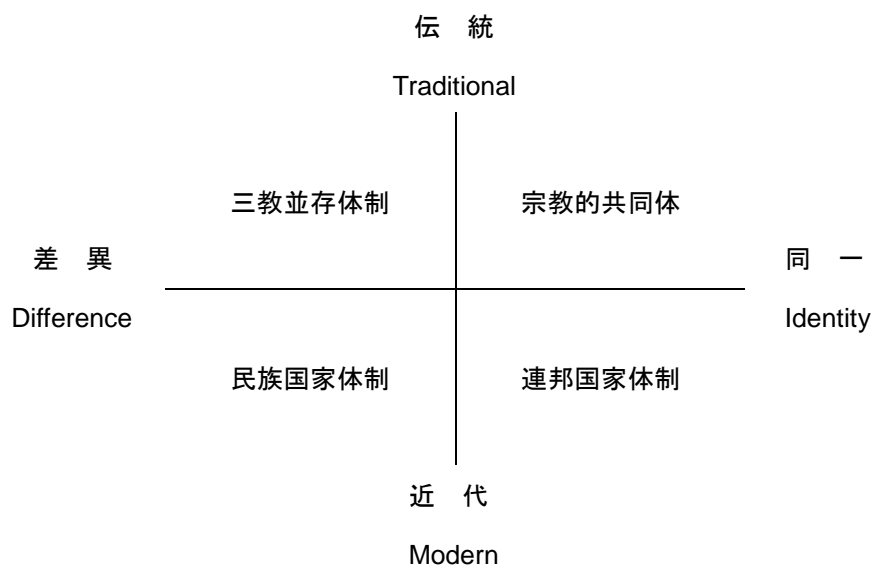 伝 統
Traditional
三教並存体制
宗教的共同体
差 異
同 一
Difference
Identity
民族国家体制
連邦国家体制
近 代
Modern